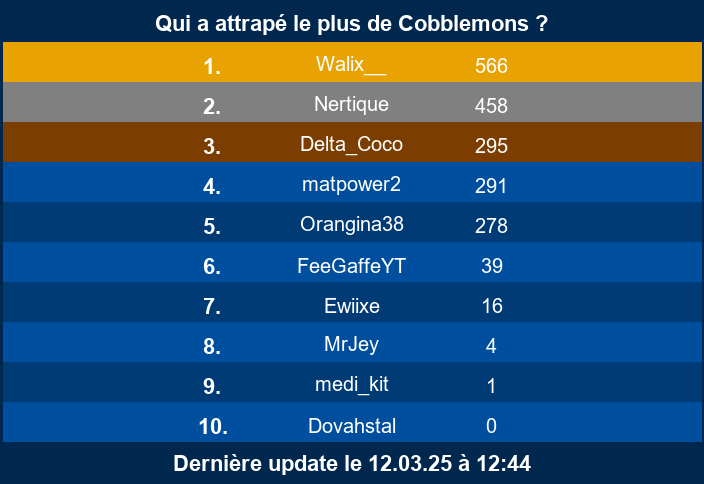 Qui a attrapé le plus de Cobblemons ?
1. Walix__ 566
2. Nertique 458
3. Delta_Coco 295
4. matpower2 291
5. Orangina38 278
6. FeeGaffeYT 39
7. Ewiixe 16
8. MrJey 4
9. medi_kit 1
10. Dovahstal 0
Dernière update le 12.03.25 à 12:44